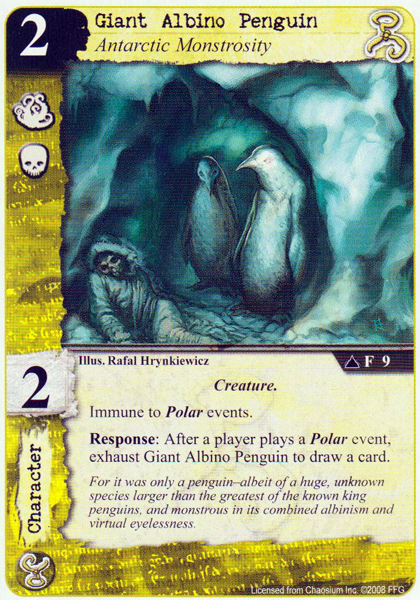 2
Giant Albino Penguin
Antarctic Monstrosity
Illus. Rafal Hrynkiewicz
F 9
2
Character
Creature.
Immune to Polar events.
Response: After a player plays a Polar event,
exhaust Giant Albino Penguin to draw a card.
For it was only a penguin–albeit of a huge, unknown
species larger than the greatest of the known king
penguins, and monstrous in its combined albinism and
virtual eyelessness.
Licensed from Chaosium Inc. ©2008 FFG